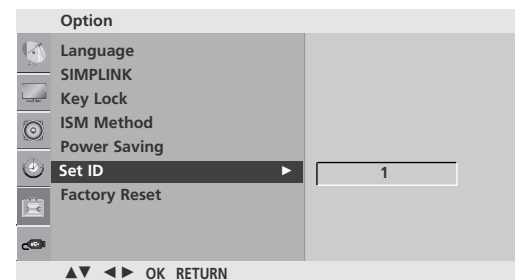 Option
Language
SIMPLINK
Key Lock
ISM Method
Power Saving
Set ID ► 1
Factory Reset
▲▼ ◄► OK RETURN